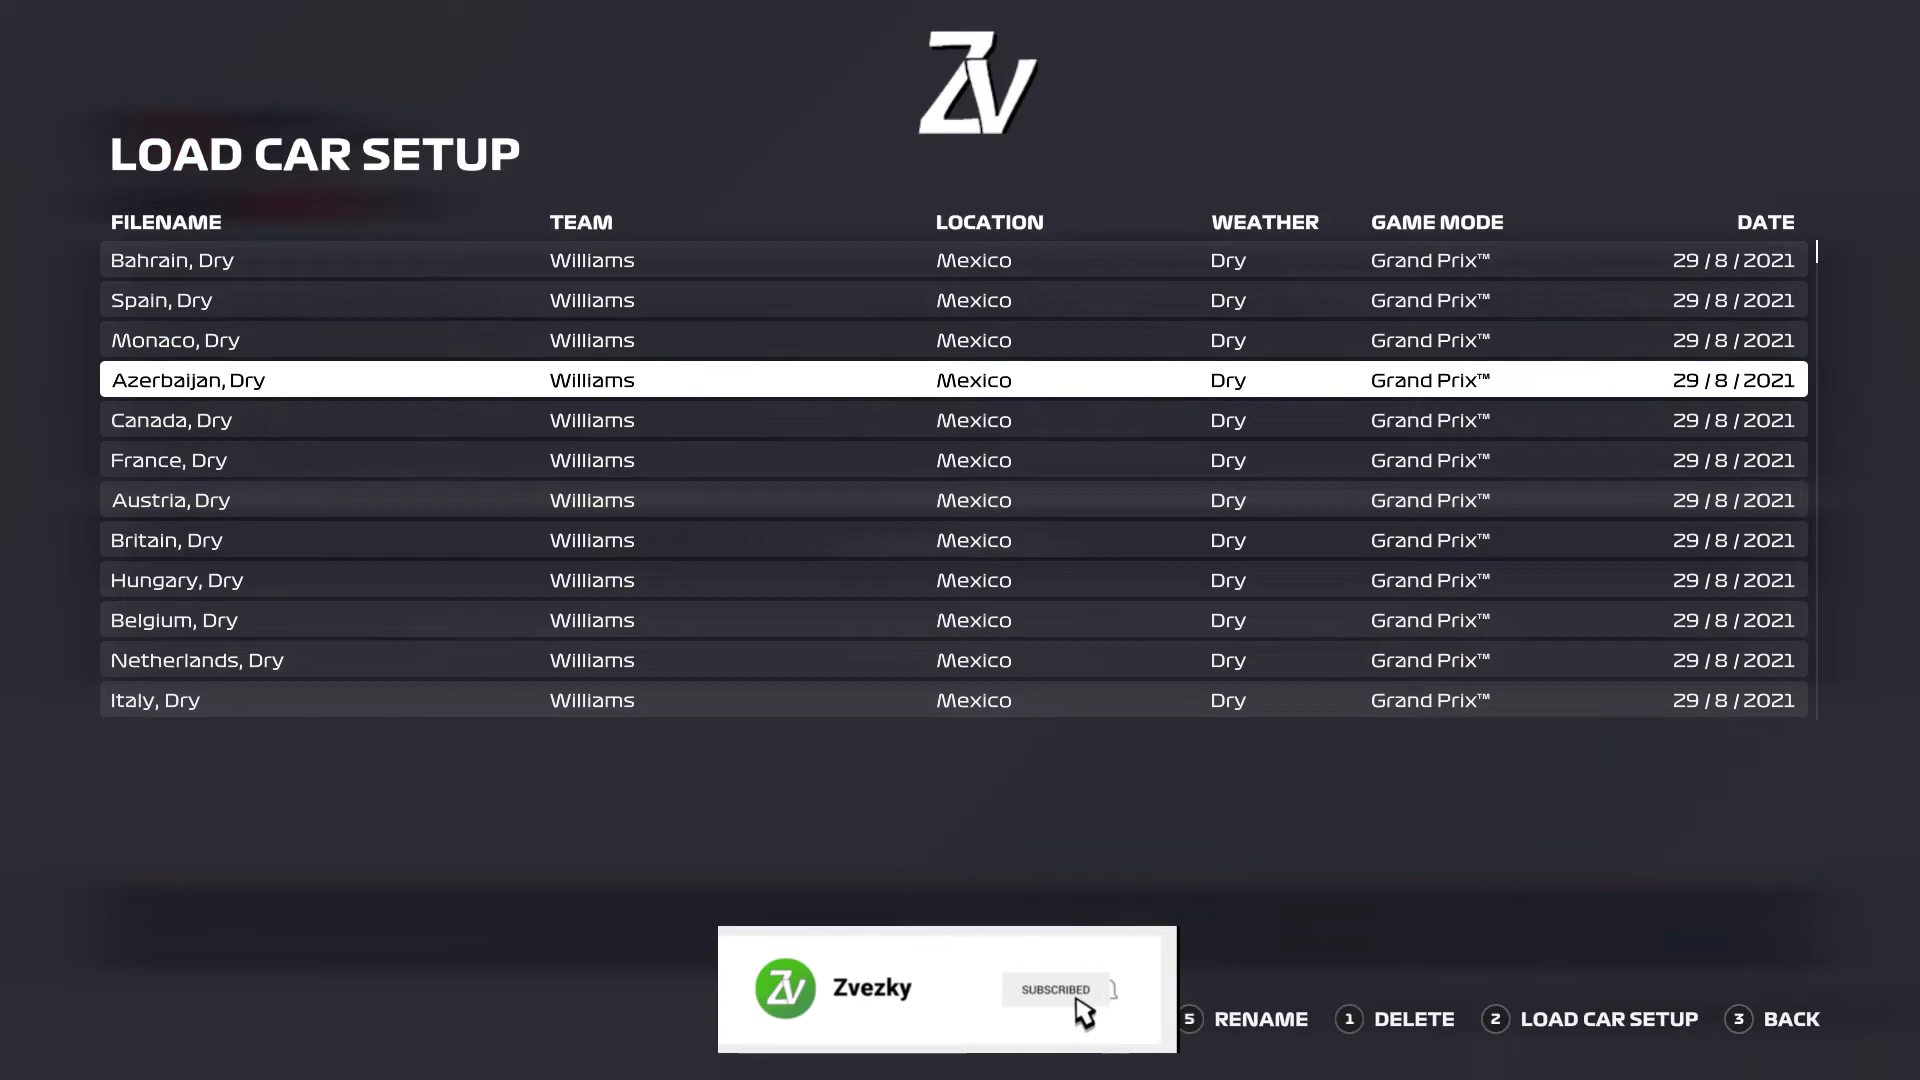 Zv
LOAD CAR SETUP
FILENAME TEAM LOCATION WEATHER GAME MODE DATE
Bahrain, Dry Williams Mexico Dry Grand Prix™ 29 / 8 / 2021
Spain, Dry Williams Mexico Dry Grand Prix™ 29 / 8 / 2021
Monaco, Dry Williams Mexico Dry Grand Prix™ 29 / 8 / 2021
Azerbaijan, Dry Williams Mexico Dry Grand Prix™ 29 / 8 / 2021
Canada, Dry Williams Mexico Dry Grand Prix™ 29 / 8 / 2021
France, Dry Williams Mexico Dry Grand Prix™ 29 / 8 / 2021
Austria, Dry Williams Mexico Dry Grand Prix™ 29 / 8 / 2021
Britain, Dry Williams Mexico Dry Grand Prix™ 29 / 8 / 2021
Hungary, Dry Williams Mexico Dry Grand Prix™ 29 / 8 / 2021
Belgium, Dry Williams Mexico Dry Grand Prix™ 29 / 8 / 2021
Netherlands, Dry Williams Mexico Dry Grand Prix™ 29 / 8 / 2021
Italy, Dry Williams Mexico Dry Grand Prix™ 29 / 8 / 2021
Zv Zvezky SUBSCRIBED
5 RENAME 1 DELETE 2 LOAD CAR SETUP 3 BACK